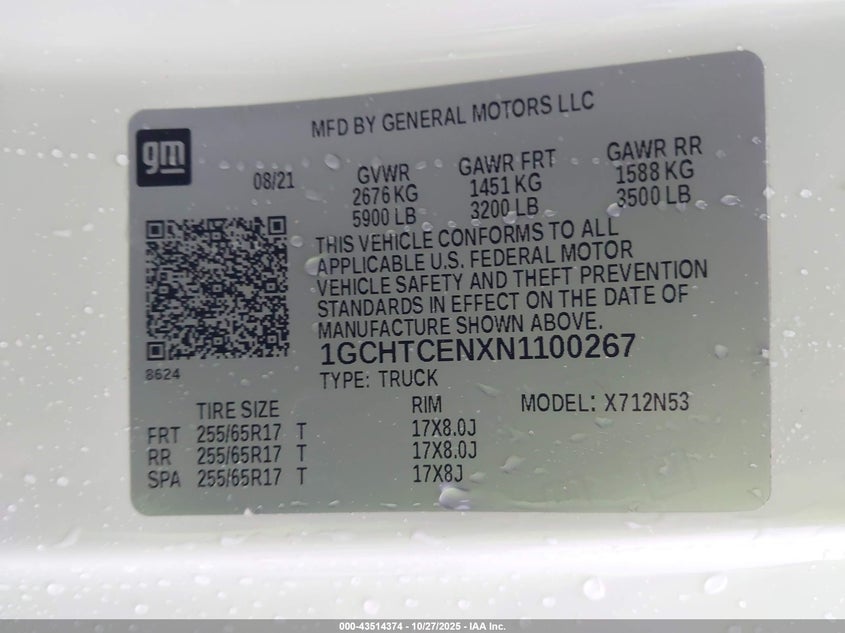 gm
MFD BY GENERAL MOTORS LLC
08/21
GVWR
2676 KG
5900 LB
GAWR FRT
1451 KG
3200 LB
GAWR RR
1588 KG
3500 LB
THIS VEHICLE CONFORMS TO ALL
APPLICABLE U.S. FEDERAL MOTOR
VEHICLE SAFETY AND THEFT PREVENTION
STANDARDS IN EFFECT ON THE DATE OF
MANUFACTURE SHOWN ABOVE.
1GCHTCENXN1100267
8624
TYPE: TRUCK
TIRE SIZE RIM MODEL: X712N53
FRT 255/65R17 T 17X8.0J
RR 255/65R17 T 17X8.0J
SPA 255/65R17 T 17X8J
000-43514374 | 10/27/2025 - IAA Inc.